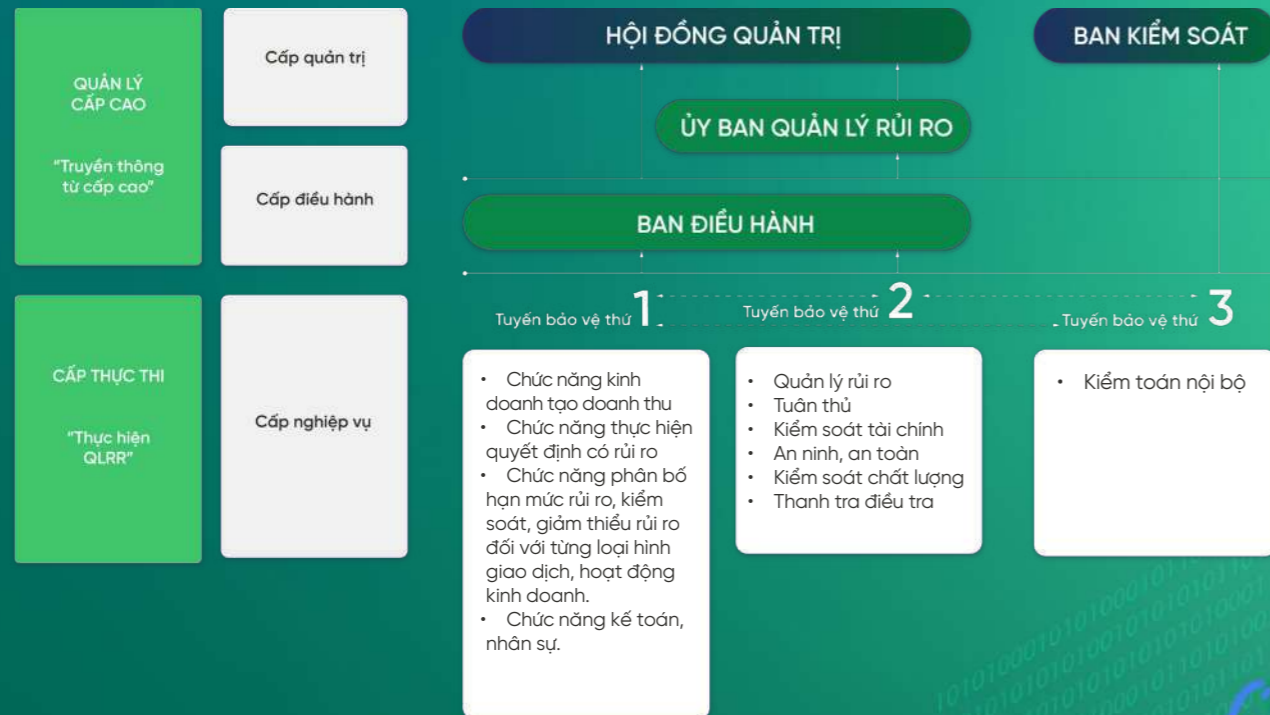 QUẢN LÝ
CẤP CAO
"Truyền thông
từ cấp cao"
Cấp quản trị
Cấp điều hành
HỘI ĐỒNG QUẢN TRỊ
BAN KIỂM SOÁT
ỦY BAN QUẢN LÝ RỦI RO
BAN ĐIỀU HÀNH
CẤP THỰC THI
"Thực hiện
QLRR"
Cấp nghiệp vụ
Tuyến bảo vệ thứ 1
Tuyến bảo vệ thứ 2
Tuyến bảo vệ thứ 3
• Chức năng kinh
doanh tạo doanh thu
• Chức năng thực hiện
quyết định có rủi ro
• Chức năng phân bổ
hạn mức rủi ro, kiểm
soát, giảm thiểu rủi ro
đối với từng loại hình
giao dịch, hoạt động
kinh doanh.
• Chức năng kế toán,
nhân sự.
• Quản lý rủi ro
• Tuân thủ
• Kiểm soát tài chính
• An ninh, an toàn
• Kiểm soát chất lượng
• Thanh tra điều tra
• Kiểm toán nội bộ